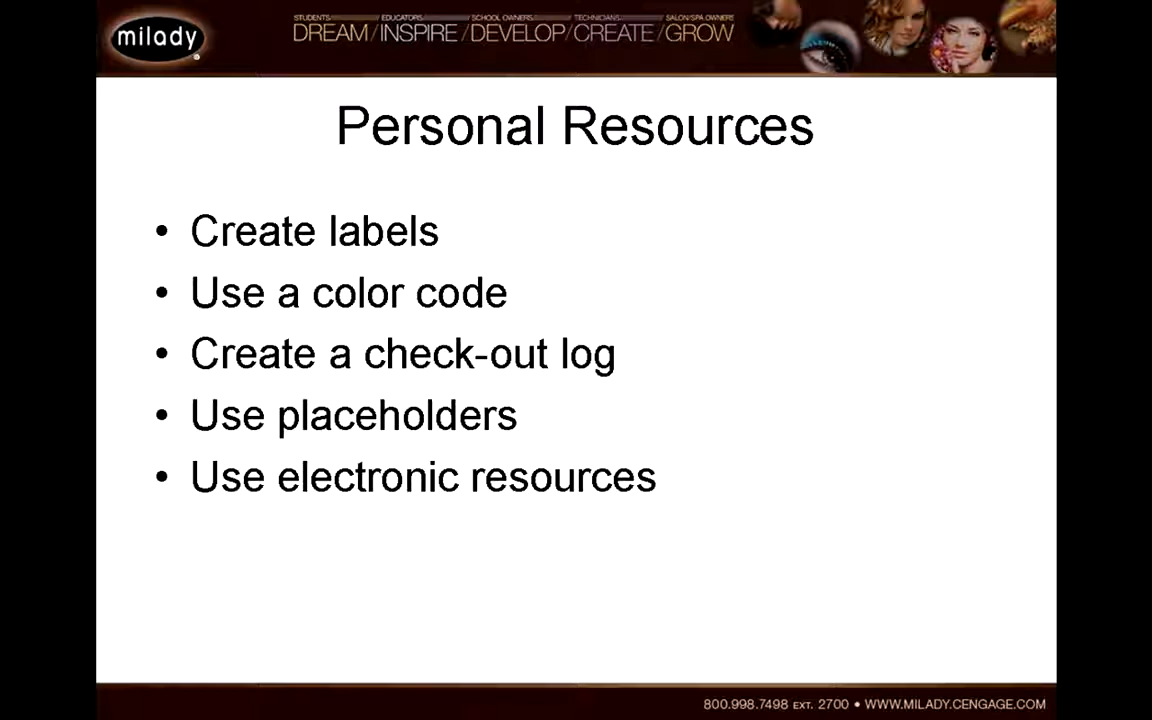 milady
STUDENTS EDUCATORS SCHOOL OWNERS TECHNICIANS SALON/SPA OWNERS
DREAM/INSPIRE/DEVELOP/CREATE/GROW
Personal Resources
• Create labels
• Use a color code
• Create a check-out log
• Use placeholders
• Use electronic resources
800.998.7498 EXT. 2700 • WWW.MILADY.CENGAGE.COM